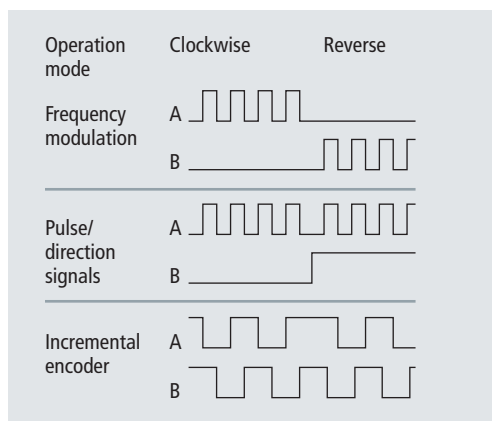 Operation Clockwise Reverse
mode
Frequency A
modulation
B
Pulse/ A
direction
signals B
Incremental A
encoder
B